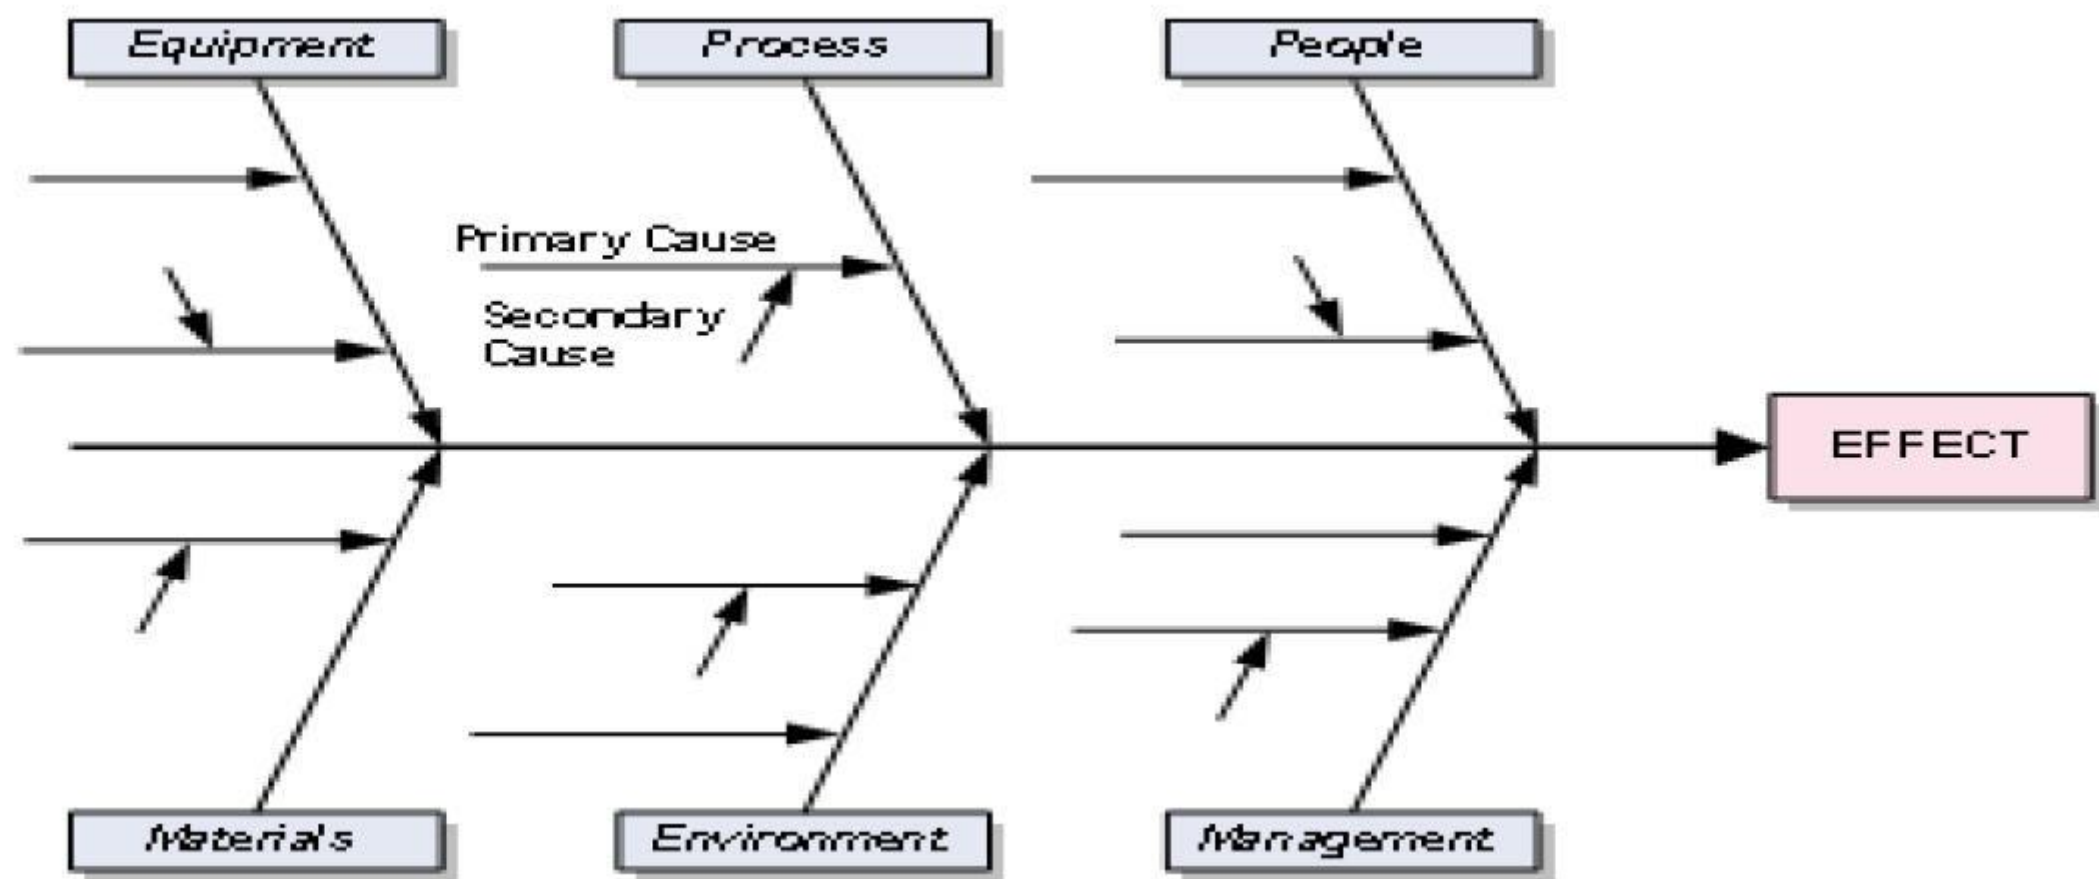 Equipment
Process
People
Primary Cause
Secondary
Cause
EFFECT
Materials
Environment
Management